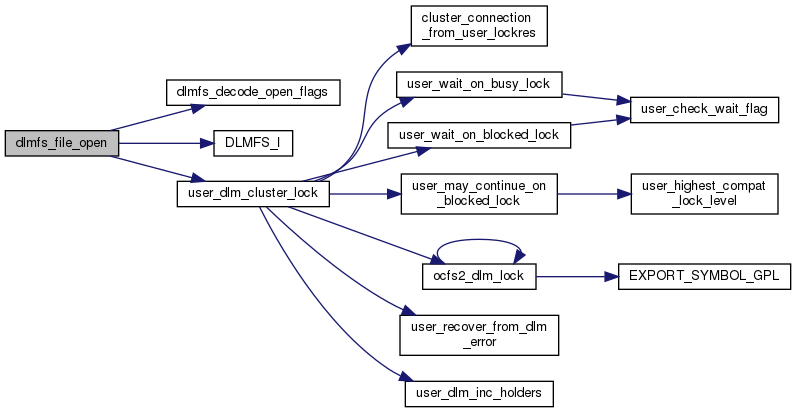 cluster_connection
_from_user_lockres
user_wait_on_busy_lock
dlmfs_decode_open_flags
user_check_wait_flag
dlmfs_file_open
DLMFS_I
user_wait_on_blocked_lock
user_dlm_cluster_lock
user_may_continue_on
_blocked_lock
user_highest_compat
_lock_level
ocfs2_dlm_lock
EXPORT_SYMBOL_GPL
user_recover_from_dlm
_error
user_dlm_inc_holders